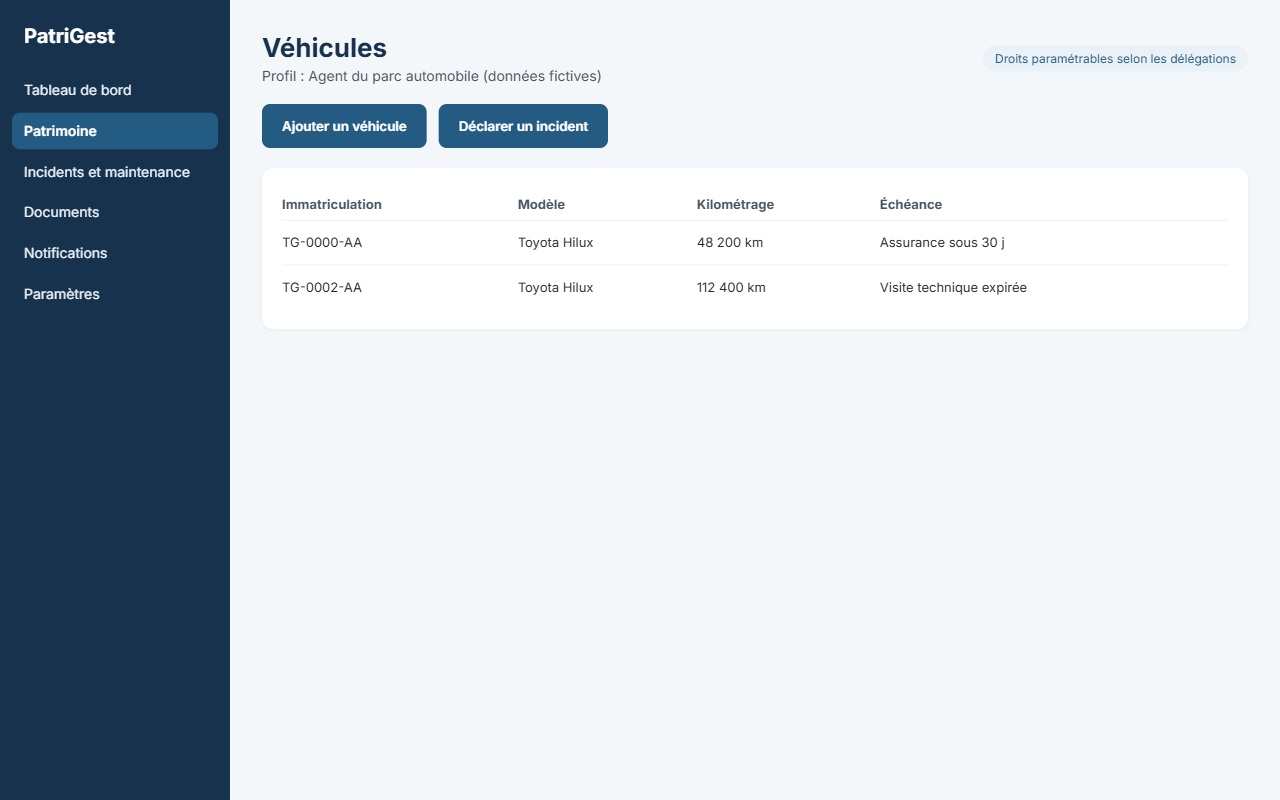 PatriGest
Tableau de bord
Patrimoine
Incidents et maintenance
Documents
Notifications
Paramètres
Véhicules
Profil : Agent du parc automobile (données fictives)
Droits paramétrables selon les délégations
Ajouter un véhicule Déclarer un incident
Immatriculation Modèle Kilométrage Échéance
TG-0000-AA Toyota Hilux 48 200 km Assurance sous 30 j
TG-0002-AA Toyota Hilux 112 400 km Visite technique expirée